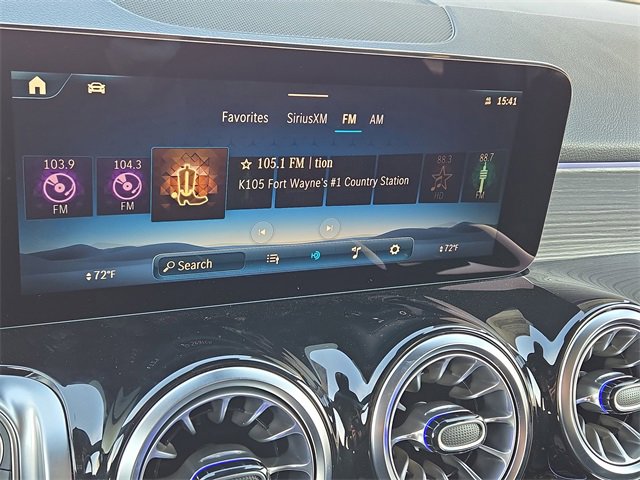 15:41
Favorites SiriusXM FM AM
103.9
FM
104.3
FM
105.1 FM | tion
K105 Fort Wayne's #1 Country Station
88.3
HD
88.7
FM
72°F
Search
72°F